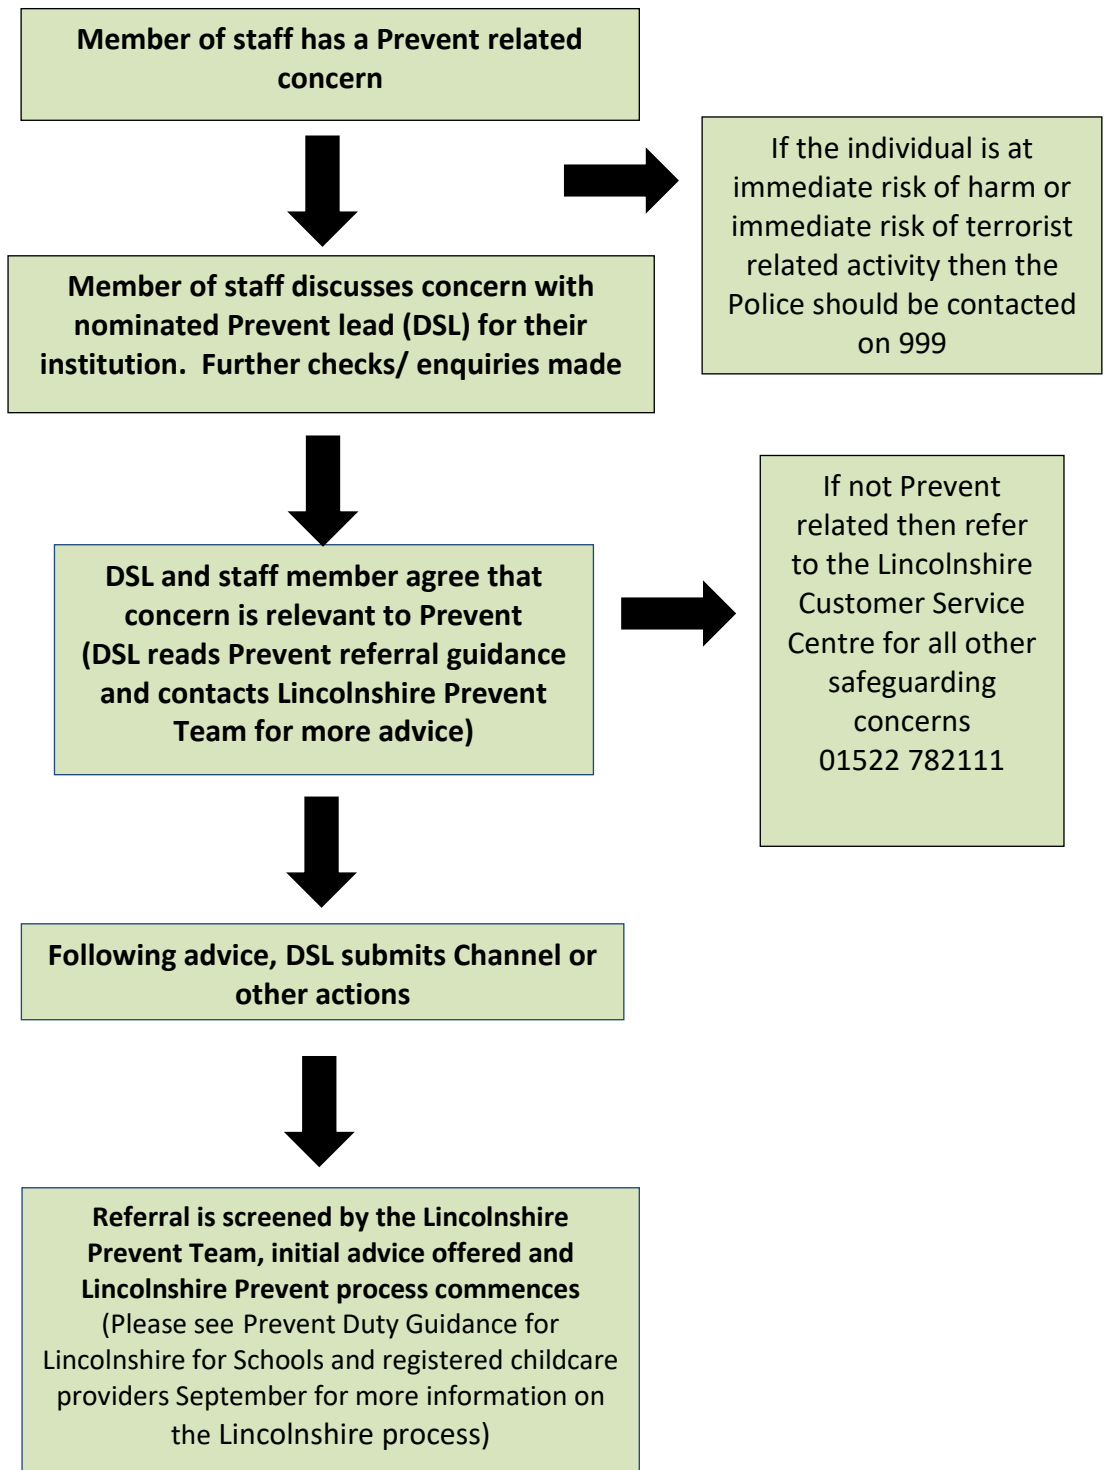 Member of staff has a Prevent related
concern
If the individual is at
immediate risk of harm or
immediate risk of terrorist
related activity then the
Police should be contacted
on 999
Member of staff discusses concern with
nominated Prevent lead (DSL) for their
institution.  Further checks/ enquiries made
If not Prevent
related then refer
to the Lincolnshire
Customer Service
Centre for all other
safeguarding
concerns
01522 782111
DSL and staff member agree that
concern is relevant to Prevent
(DSL reads Prevent referral guidance
and contacts Lincolnshire Prevent
Team for more advice)
Following advice, DSL submits Channel or
other actions
Referral is screened by the Lincolnshire
Prevent Team, initial advice offered and
Lincolnshire Prevent process commences
(Please see Prevent Duty Guidance for
Lincolnshire for Schools and registered childcare
providers September for more information on
the Lincolnshire process)